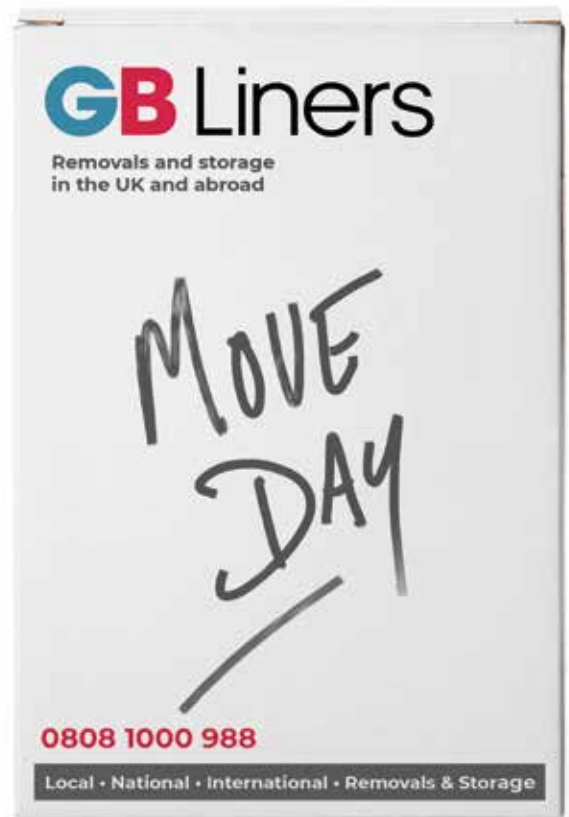 GB Liners
Removals and storage
in the UK and abroad
MOVE
DAY
0808 1000 988
Local • National • International • Removals & Storage